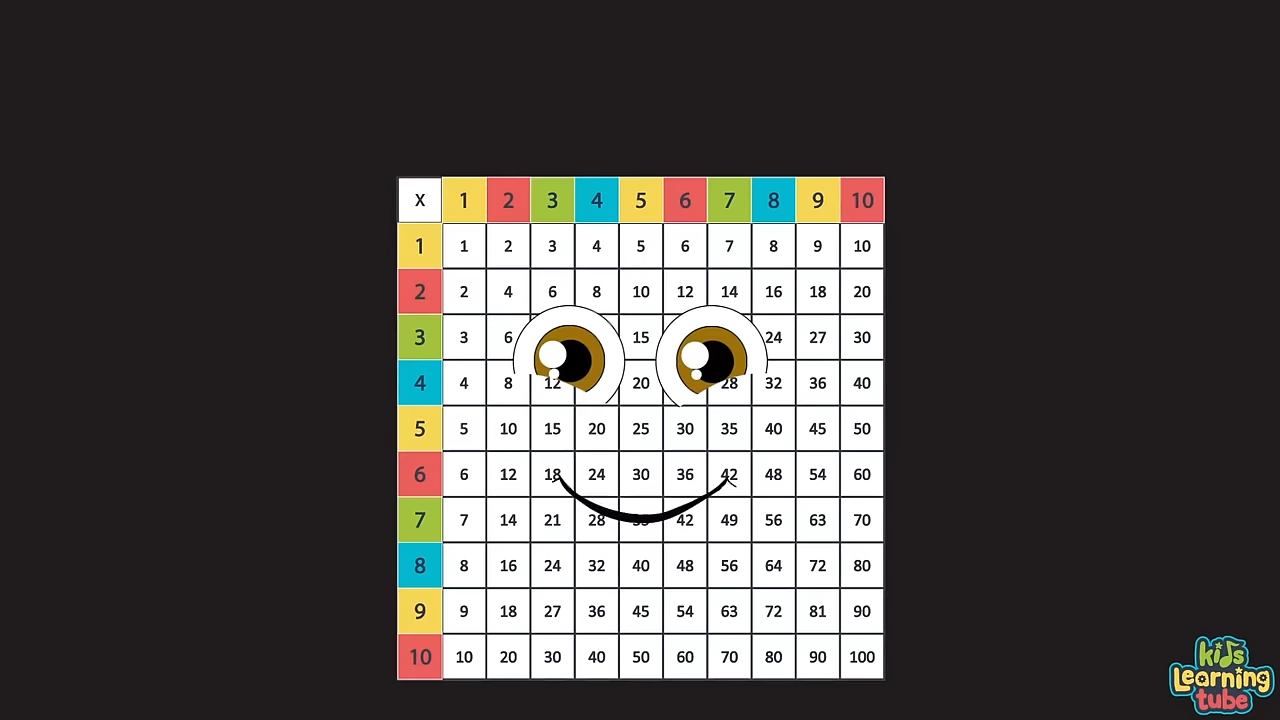 X 1 2 3 4 5 6 7 8 9 10
1 1 2 3 4 5 6 7 8 9 10
2 2 4 6 8 10 12 14 16 18 20
3 3 6 15 24 27 30
4 4 8 12 20 28 32 36 40
5 5 10 15 20 25 30 35 40 45 50
6 6 12 18 24 30 36 42 48 54 60
7 7 14 21 28 42 49 56 63 70
8 8 16 24 32 40 48 56 64 72 80
9 9 18 27 36 45 54 63 72 81 90
10 10 20 30 40 50 60 70 80 90 100
kids
Learning
tube